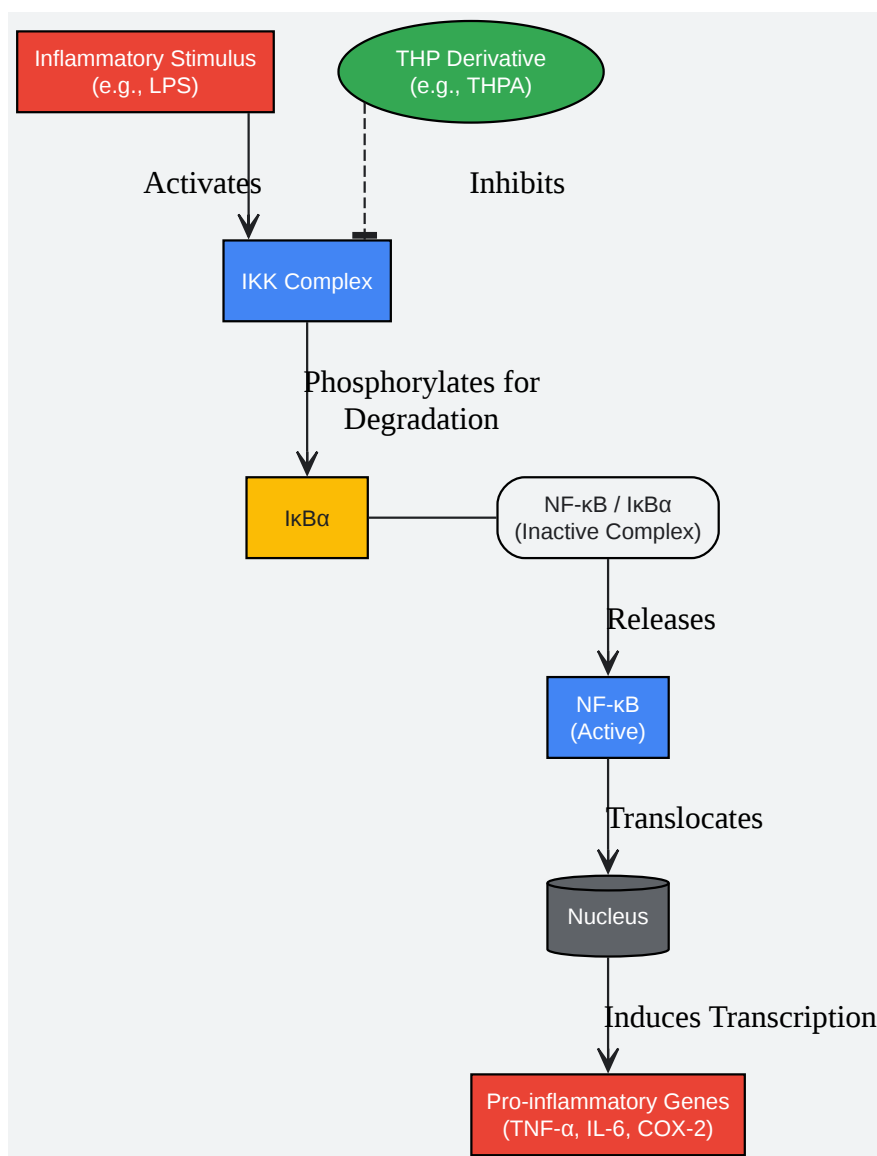 Inflammatory Stimulus
(e.g., LPS)
THP Derivative
(e.g., THPA)
Activates
Inhibits
IKK Complex
Phosphorylates for
Degradation
IκBα
NF-κB / IκBα
(Inactive Complex)
Releases
NF-κB
(Active)
Translocates
Nucleus
Induces Transcription
Pro-inflammatory Genes
(TNF-α, IL-6, COX-2)